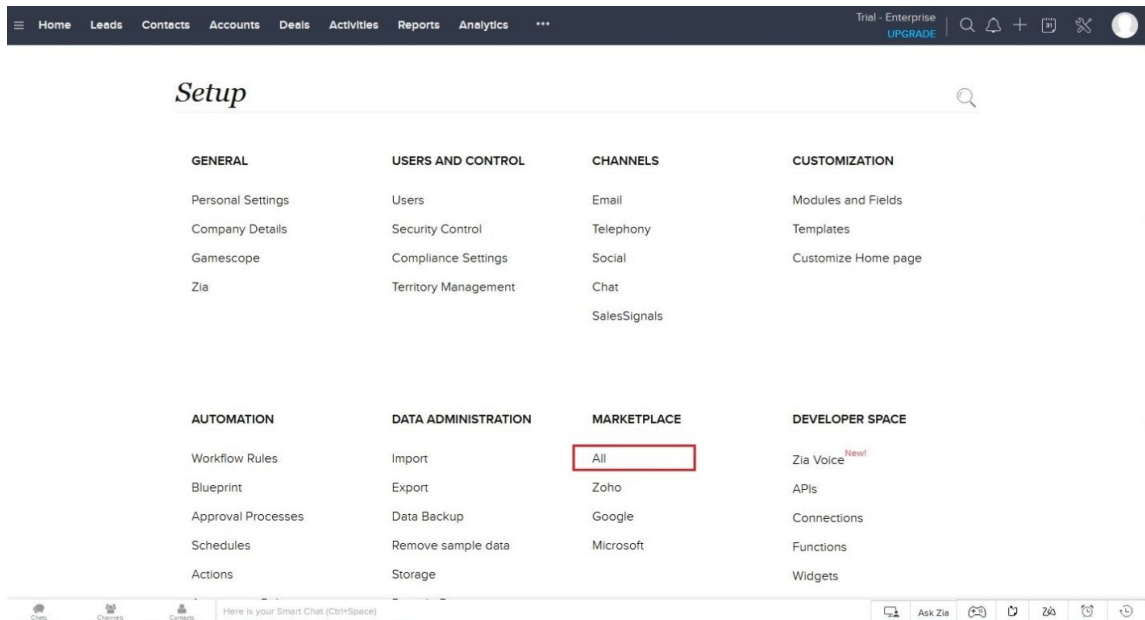 Home Leads Contacts Accounts Deals Activities Reports Analytics •••
Trial - Enterprise
UPGRADE
31
Setup
GENERAL
Personal Settings
Company Details
Gamescope
Zia
USERS AND CONTROL
Users
Security Control
Compliance Settings
Territory Management
CHANNELS
Email
Telephony
Social
Chat
SalesSignals
CUSTOMIZATION
Modules and Fields
Templates
Customize Home page
AUTOMATION
Workflow Rules
Blueprint
Approval Processes
Schedules
Actions
DATA ADMINISTRATION
Import
Export
Data Backup
Remove sample data
Storage
MARKETPLACE
All
Zoho
Google
Microsoft
DEVELOPER SPACE
Zia Voice New!
APIs
Connections
Functions
Widgets
Chats
Channels
Contacts
Here is your Smart Chat (Ctrl+Space)
Ask Zia